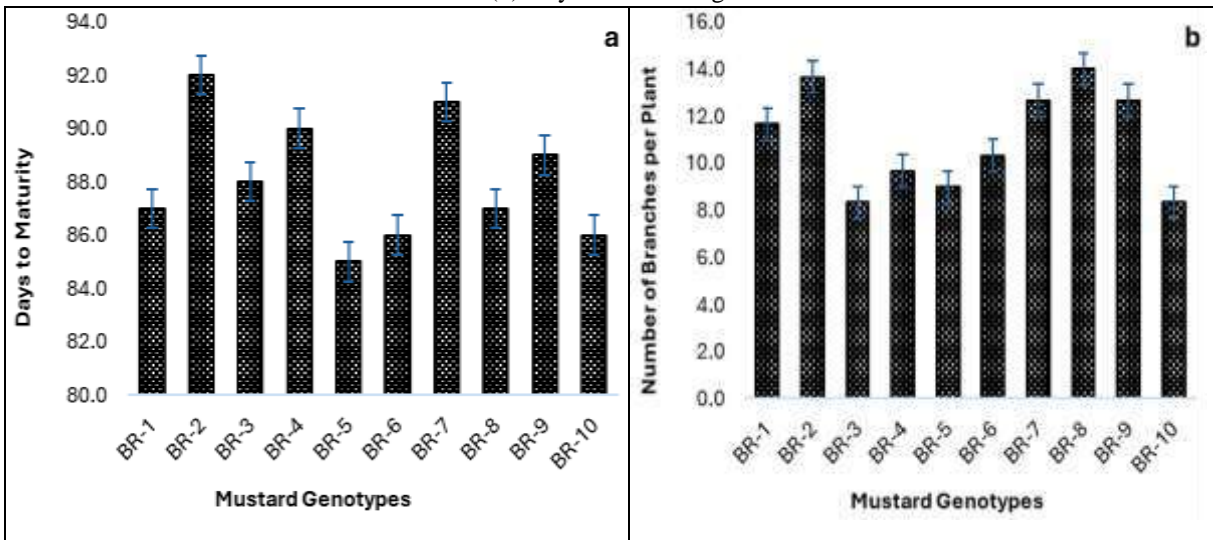 a
94.0
92.0
90.0
88.0
86.0
84.0
82.0
80.0
Days to Maturity
BR-1 BR-2 BR-3 BR-4 BR-5 BR-6 BR-7 BR-8 BR-9 BR-10
Mustard Genotypes
b
16.0
14.0
12.0
10.0
8.0
6.0
4.0
2.0
0.0
Number of Branches per Plant
BR-1 BR-2 BR-3 BR-4 BR-5 BR-6 BR-7 BR-8 BR-9 BR-10
Mustard Genotypes